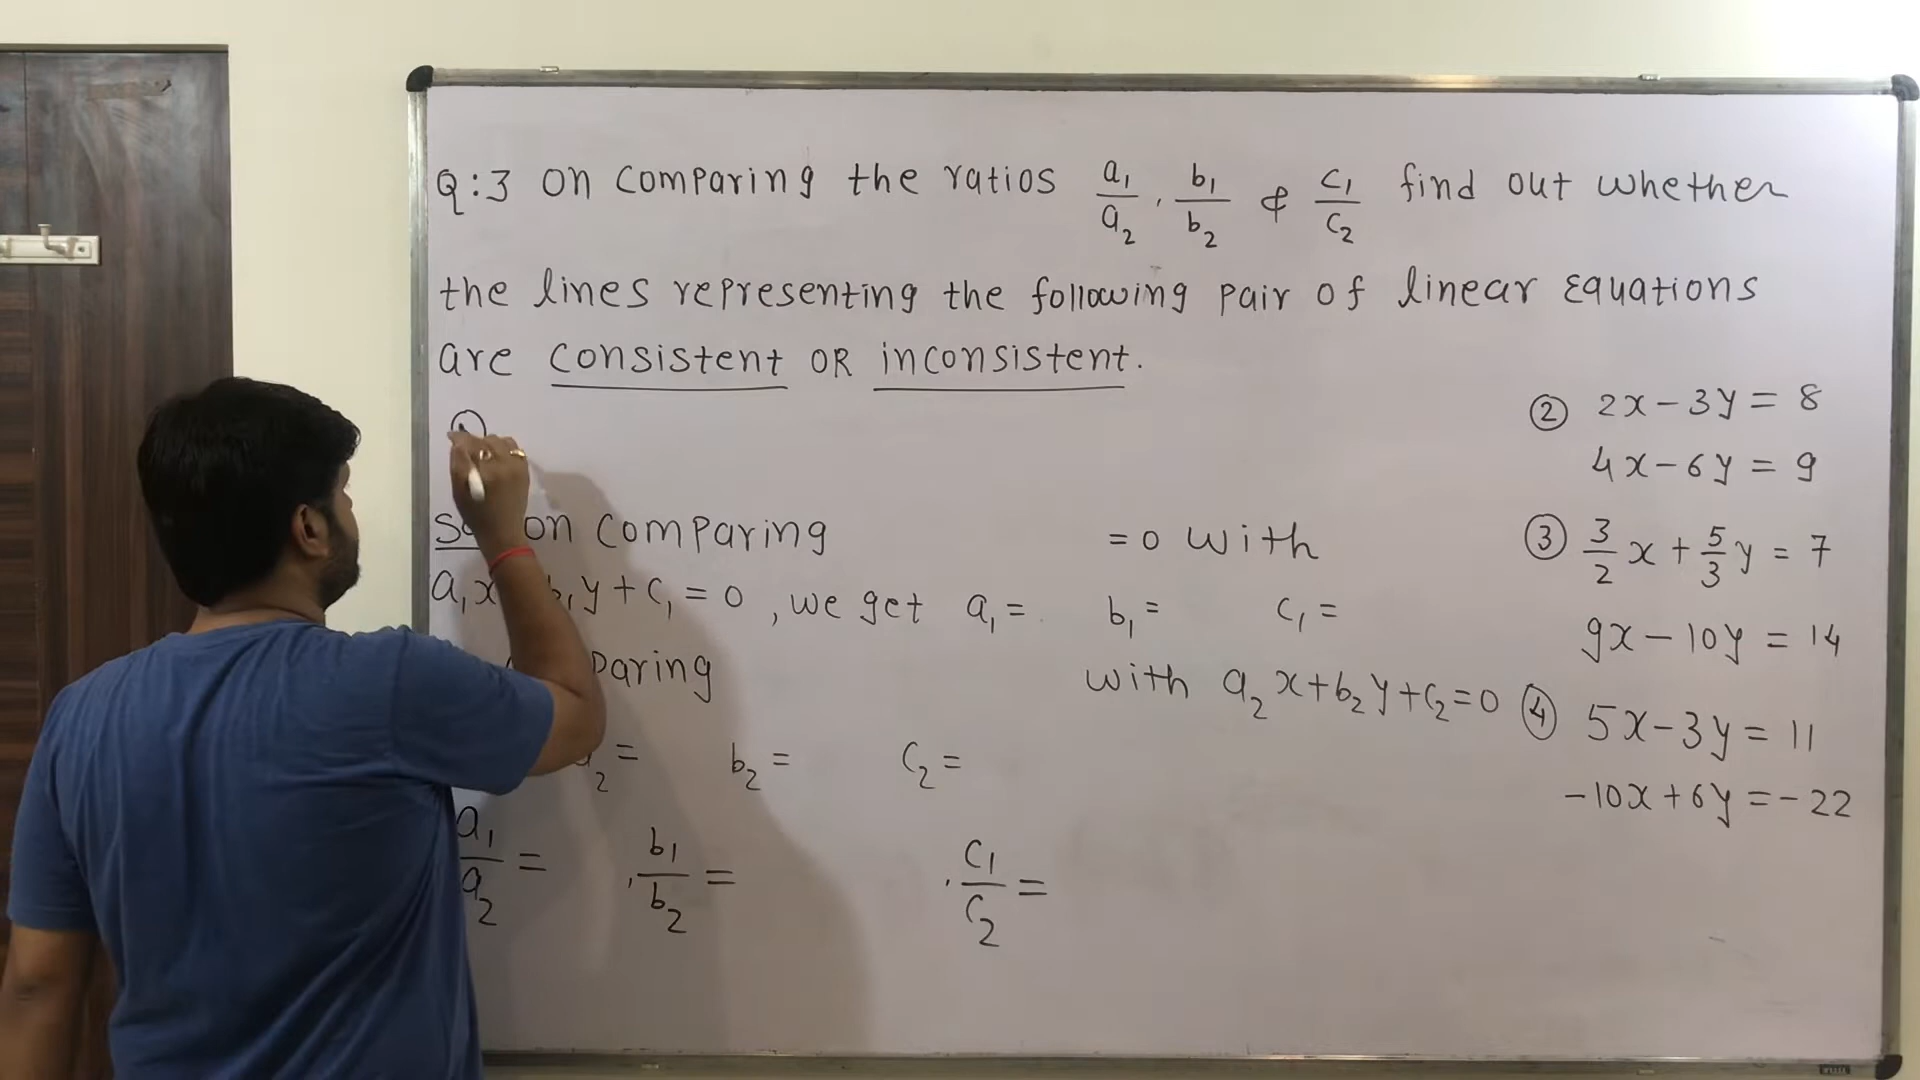 Q:3 on comparing the ratios a₁/a₂, b₁/b₂ & c₁/c₂ find out whether
the lines representing the following pair of linear Equations
are consistent OR inconsistent.
② 2x-3y = 8
4x-6y = 9
③ 3/2 x + 5/3 y = 7
9x-10y = 14
④ 5x-3y = 11
-10x+6y = -22
on comparing =0 with
a₁x b₁y+c₁=0, we get a₁= b₁= c₁=
paring with a₂x+b₂y+c₂=0
a₂= b₂= c₂=
a₁/a₂ = , b₁/b₂ = , c₁/c₂ =